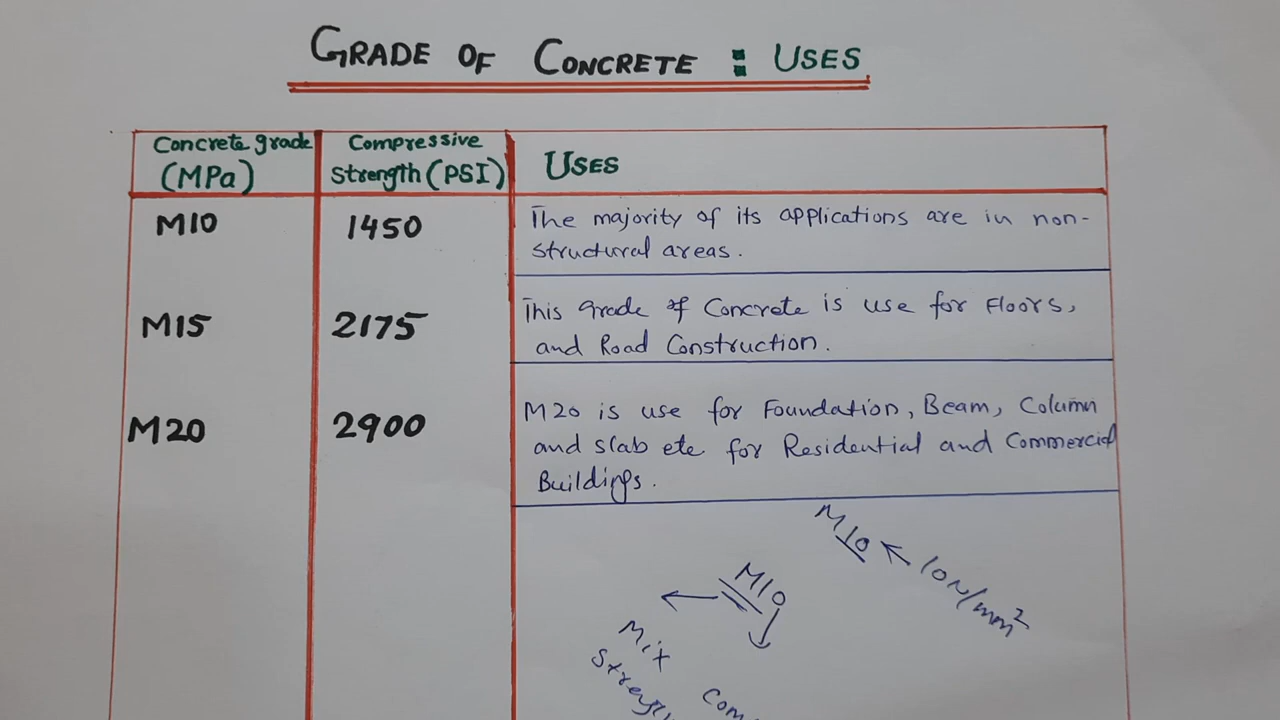 GRADE OF CONCRETE : USES
Concrete grade
(MPa)
Compressive
Strength (PSI)
USES
M10
1450
The majority of its applications are in non-
structural areas.
M15
2175
This grade of Concrete is use for Floors,
and Road Construction.
M20
2900
M20 is use for Foundation, Beam, Column
and slab etc for Residential and Commercial
Buildings.
M10 ← 10N/mm²
M10
Mix